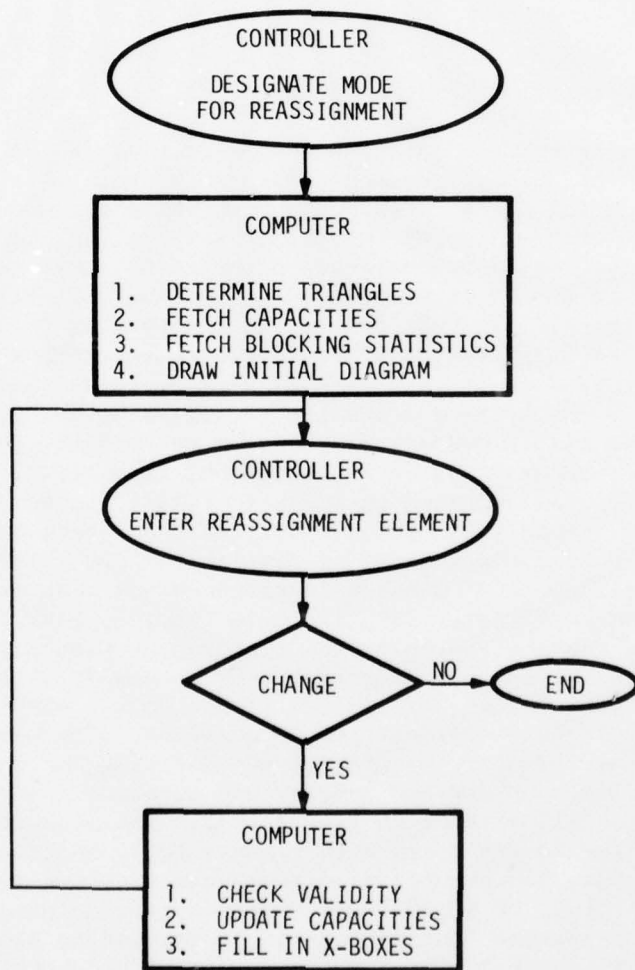 CONTROLLER
DESIGNATE MODE
FOR REASSIGNMENT
COMPUTER
1. DETERMINE TRIANGLES
2. FETCH CAPACITIES
3. FETCH BLOCKING STATISTICS
4. DRAW INITIAL DIAGRAM
CONTROLLER
ENTER REASSIGNMENT ELEMENT
CHANGE
NO
END
YES
COMPUTER
1. CHECK VALIDITY
2. UPDATE CAPACITIES
3. FILL IN X-BOXES